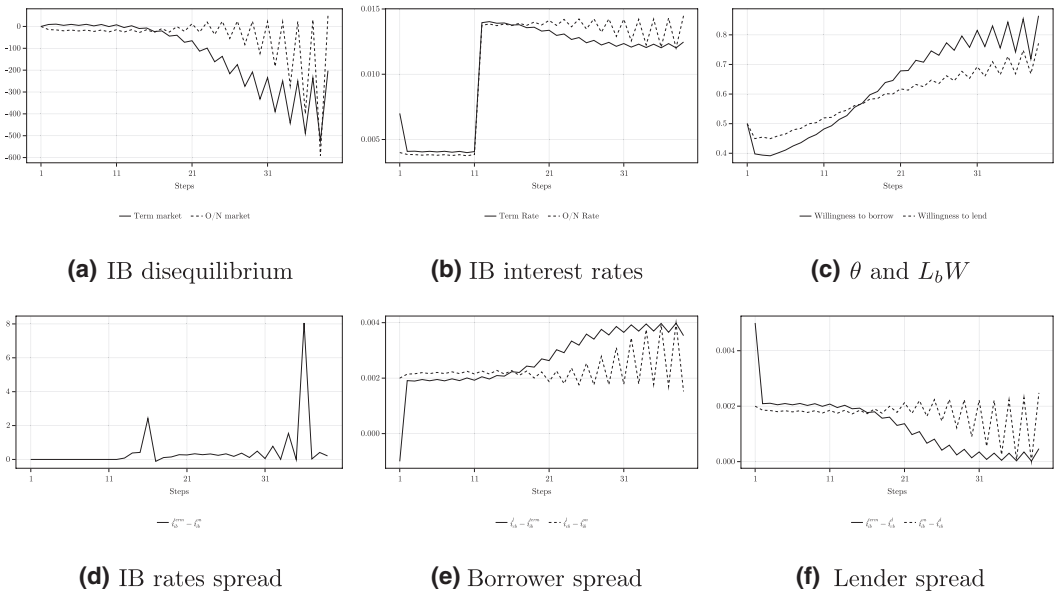 0
-100
-200
-300
-400
-500
-600
1 11 21 31
Steps
Term market O/N market
(a) IB disequilibrium
0.015
0.010
0.005
1 11 21 31
Steps
Term Rate O/N Rate
(b) IB interest rates
0.8
0.7
0.6
0.5
0.4
1 11 21 31
Steps
Willingness to borrow Willingness to lend
(c) θ and L_bW
8
6
4
2
0
1 11 21 31
Steps
(d) IB rates spread
0.004
0.002
0.000
1 11 21 31
Steps
(e) Borrower spread
0.004
0.002
0.000
1 11 21 31
Steps
(f) Lender spread